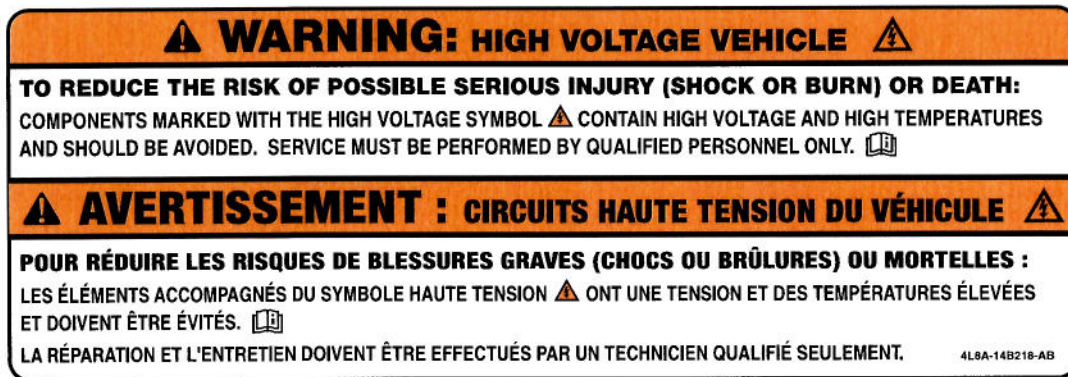 WARNING: HIGH VOLTAGE VEHICLE
TO REDUCE THE RISK OF POSSIBLE SERIOUS INJURY (SHOCK OR BURN) OR DEATH:
COMPONENTS MARKED WITH THE HIGH VOLTAGE SYMBOL CONTAIN HIGH VOLTAGE AND HIGH TEMPERATURES
AND SHOULD BE AVOIDED. SERVICE MUST BE PERFORMED BY QUALIFIED PERSONNEL ONLY.
AVERTISSEMENT : CIRCUITS HAUTE TENSION DU VÉHICULE
POUR RÉDUIRE LES RISQUES DE BLESSURES GRAVES (CHOCS OU BRÛLURES) OU MORTELLES :
LES ÉLÉMENTS ACCOMPAGNÉS DU SYMBOLE HAUTE TENSION ONT UNE TENSION ET DES TEMPÉRATURES ÉLEVÉES
ET DOIVENT ÊTRE ÉVITÉS.
LA RÉPARATION ET L'ENTRETIEN DOIVENT ÊTRE EFFECTUÉS PAR UN TECHNICIEN QUALIFIÉ SEULEMENT. 4L8A-14B218-AB